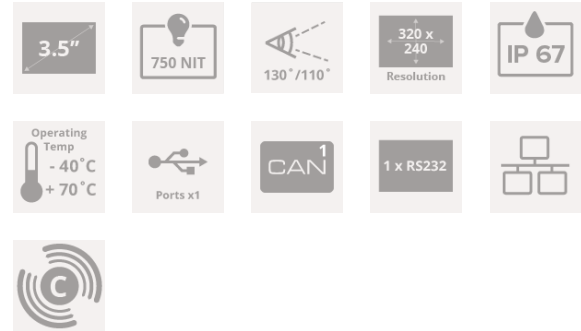 3.5”
750 NIT
130°/110°
320 x
240
Resolution
IP 67
Operating
Temp
- 40°C
+ 70°C
Ports x1
CAN 1
1 x RS232
C